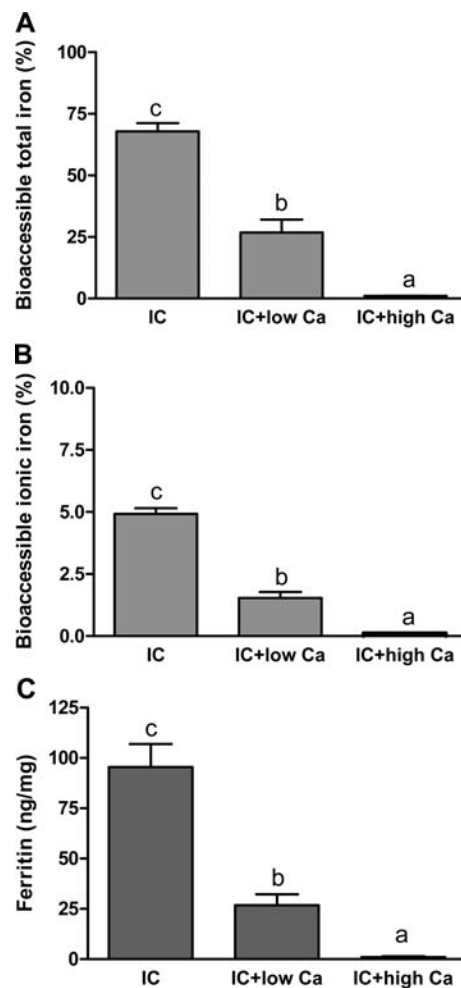 A
Bioaccessible total iron (%)
100
75
50
25
0
c
b
a
IC IC+low Ca IC+high Ca
B
Bioaccessible ionic iron (%)
10.0
7.5
5.0
2.5
0.0
c
b
a
IC IC+low Ca IC+high Ca
C
Ferritin (ng/mg)
125
100
75
50
25
0
c
b
a
IC IC+low Ca IC+high Ca